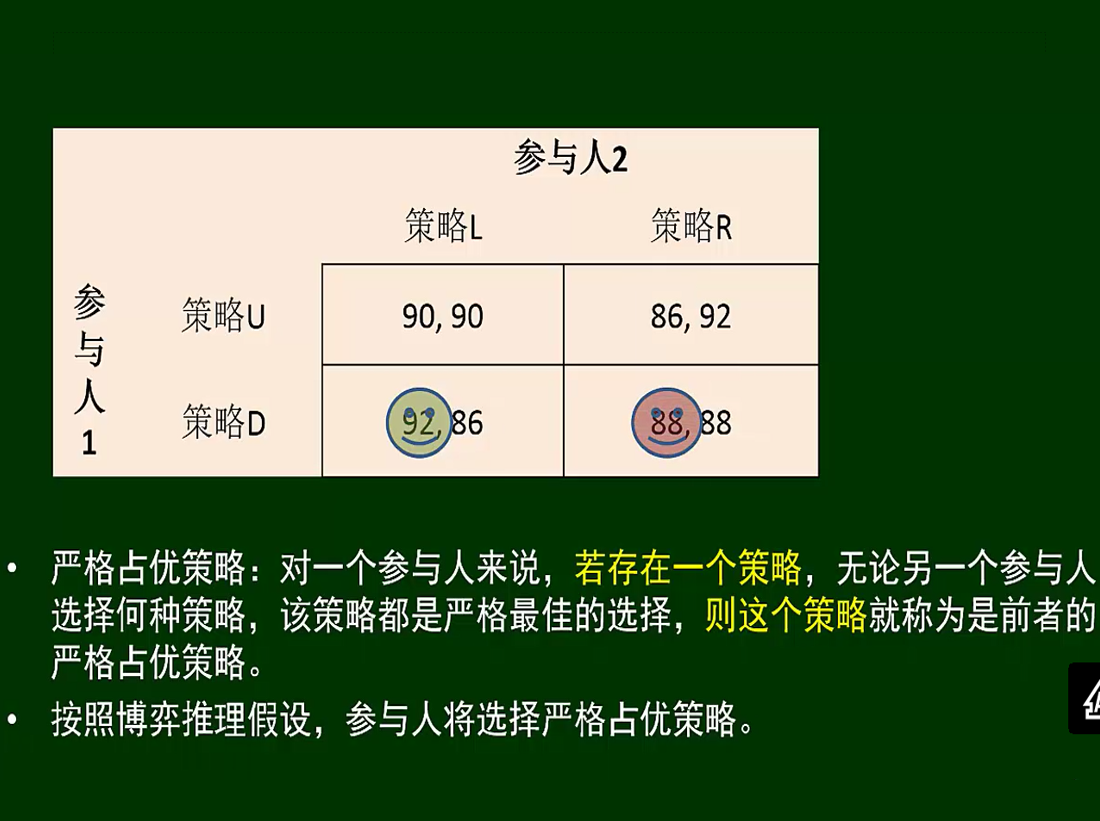 参与人2
策略L 策略R
参与人1
策略U 90, 90 86, 92
策略D 92, 86 88, 88
• 严格占优策略：对一个参与人来说，若存在一个策略，无论另一个参与人
选择何种策略，该策略都是严格最佳的选择，则这个策略就称为是前者的
严格占优策略。
• 按照博弈推理假设，参与人将选择严格占优策略。